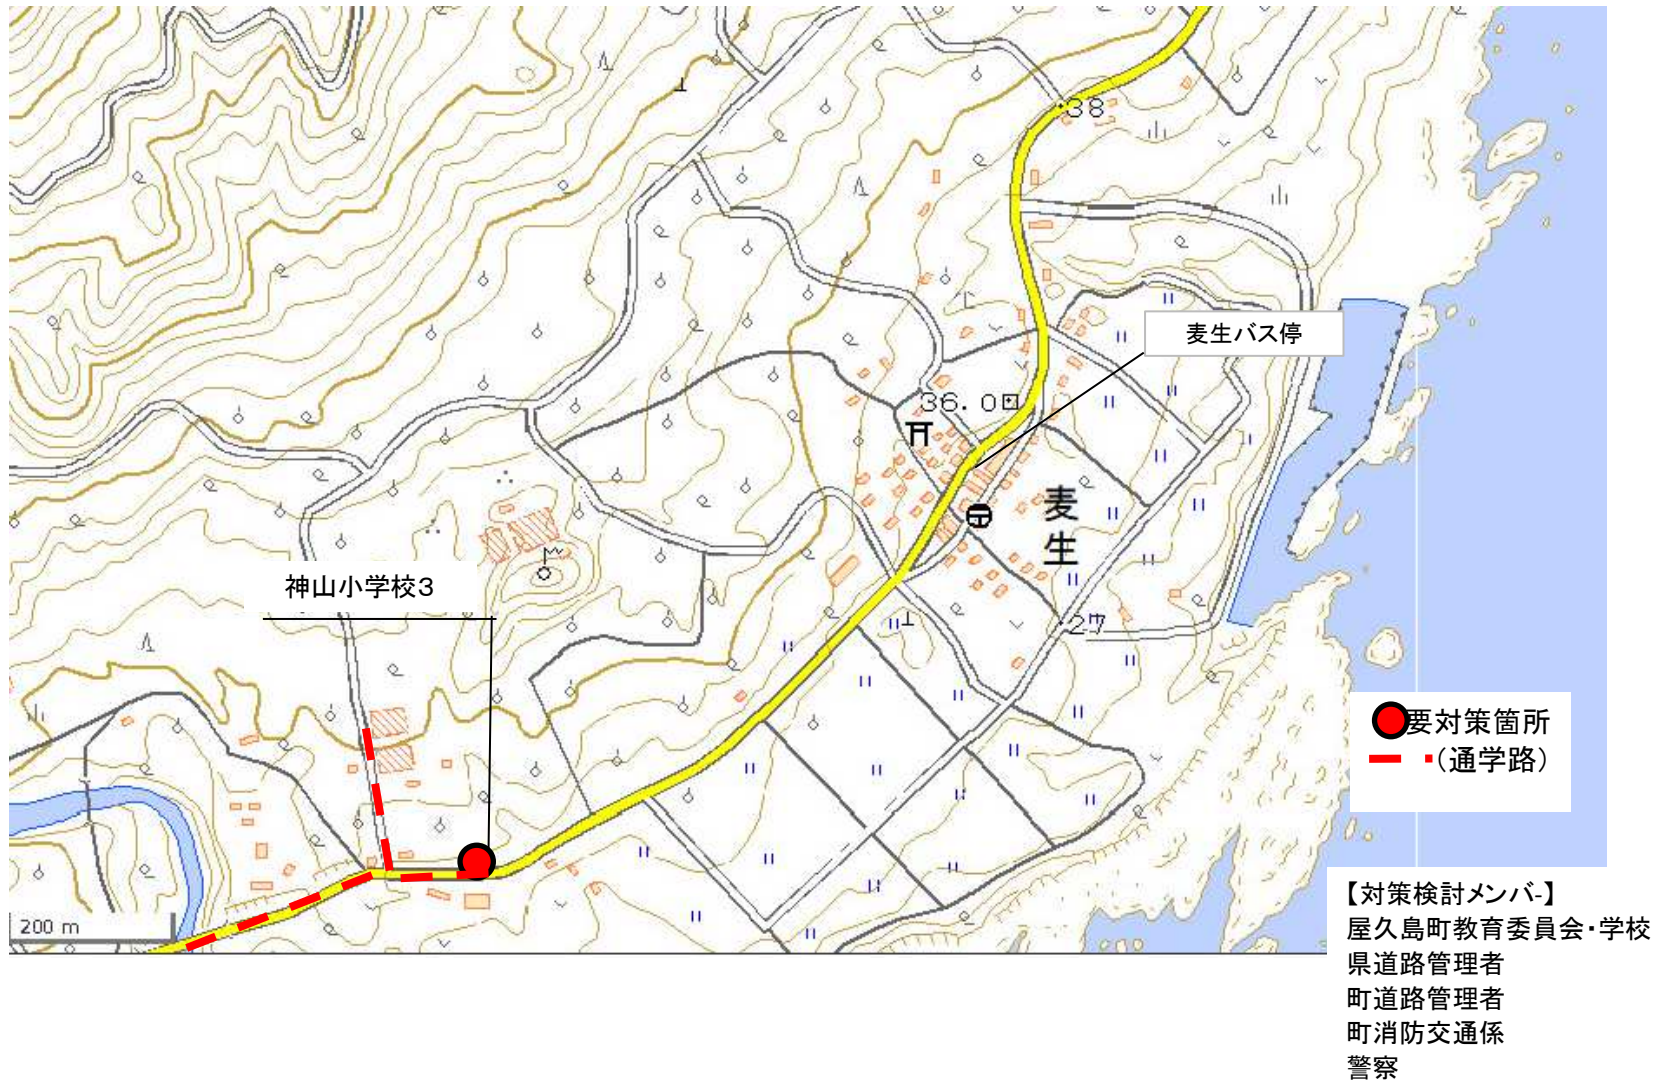 38
麦生バス停
36.0
麦
生
神山小学校3
27
要対策箇所
(通学路)
200 m
【対策検討メンバ-】
屋久島町教育委員会・学校
県道路管理者
町道路管理者
町消防交通係
警察